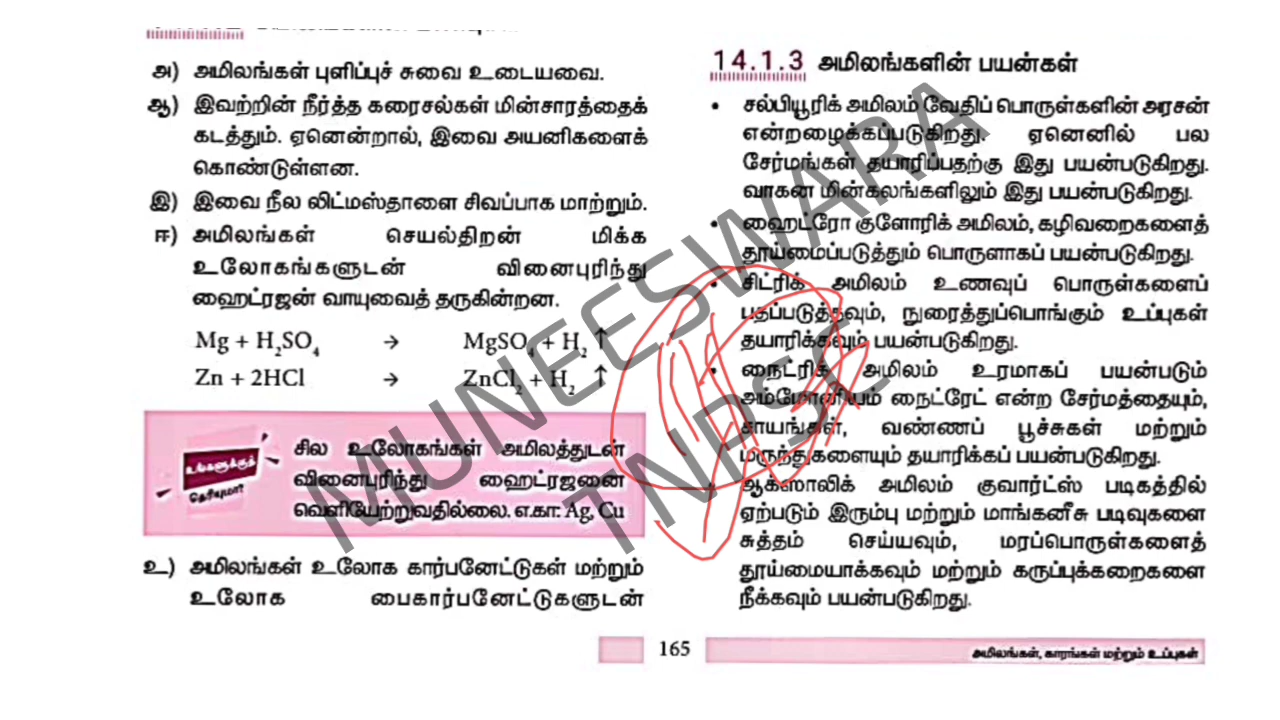 அ) அமிலங்கள் புளிப்புச் சுவை உடையவை.
ஆ) இவற்றின் நீர்த்த கரைசல்கள் மின்சாரத்தைக்
கடத்தும். ஏனென்றால், இவை அயனிகளைக்
கொண்டுள்ளன.
இ) இவை நீல லிட்மஸ்தாளை சிவப்பாக மாற்றும்.
ஈ) அமிலங்கள் செயல்திறன் மிக்க
உலோகங்களுடன் வினைபுரிந்து
ஹைட்ரஜன் வாயுவைத் தருகின்றன.
Mg + H₂SO₄ → MgSO₄ + H₂ ↑
Zn + 2HCl → ZnCl₂ + H₂ ↑
உங்களுக்குத்
தெரியுமா?
சில உலோகங்கள் அமிலத்துடன்
வினைபுரிந்து ஹைட்ரஜனை
வெளியேற்றுவதில்லை. எ.கா: Ag, Cu
உ) அமிலங்கள் உலோக கார்பனேட்டுகள் மற்றும்
உலோக பைகார்பனேட்டுகளுடன்
14.1.3 அமிலங்களின் பயன்கள்
• சல்பியூரிக் அமிலம் வேதிப் பொருள்களின் அரசன்
என்றழைக்கப்படுகிறது. ஏனெனில் பல
சேர்மங்கள் தயாரிப்பதற்கு இது பயன்படுகிறது.
வாகன மின்கலங்களிலும் இது பயன்படுகிறது.
• ஹைட்ரோ குளோரிக் அமிலம், கழிவறைகளைத்
தூய்மைப்படுத்தும் பொருளாகப் பயன்படுகிறது.
• சிட்ரிக் அமிலம் உணவுப் பொருள்களைப்
பதப்படுத்தவும், நுரைத்துப்பொங்கும் உப்புகள்
தயாரிக்கவும் பயன்படுகிறது.
• நைட்ரிக் அமிலம் உரமாகப் பயன்படும்
அம்மோனியம் நைட்ரேட் என்ற சேர்மத்தையும்,
சாயங்கள், வண்ணப் பூச்சுகள் மற்றும்
மருந்துகளையும் தயாரிக்கப் பயன்படுகிறது.
• ஆக்ஸாலிக் அமிலம் குவார்ட்ஸ் படிகத்தில்
ஏற்படும் இரும்பு மற்றும் மாங்கனீசு படிவுகளை
சுத்தம் செய்யவும், மரப்பொருள்களைத்
தூய்மையாக்கவும் மற்றும் கருப்புக்கறைகளை
நீக்கவும் பயன்படுகிறது.
165
அமிலங்கள், காரங்கள் மற்றும் உப்புகள்
MUNEESWARA
TNPSC